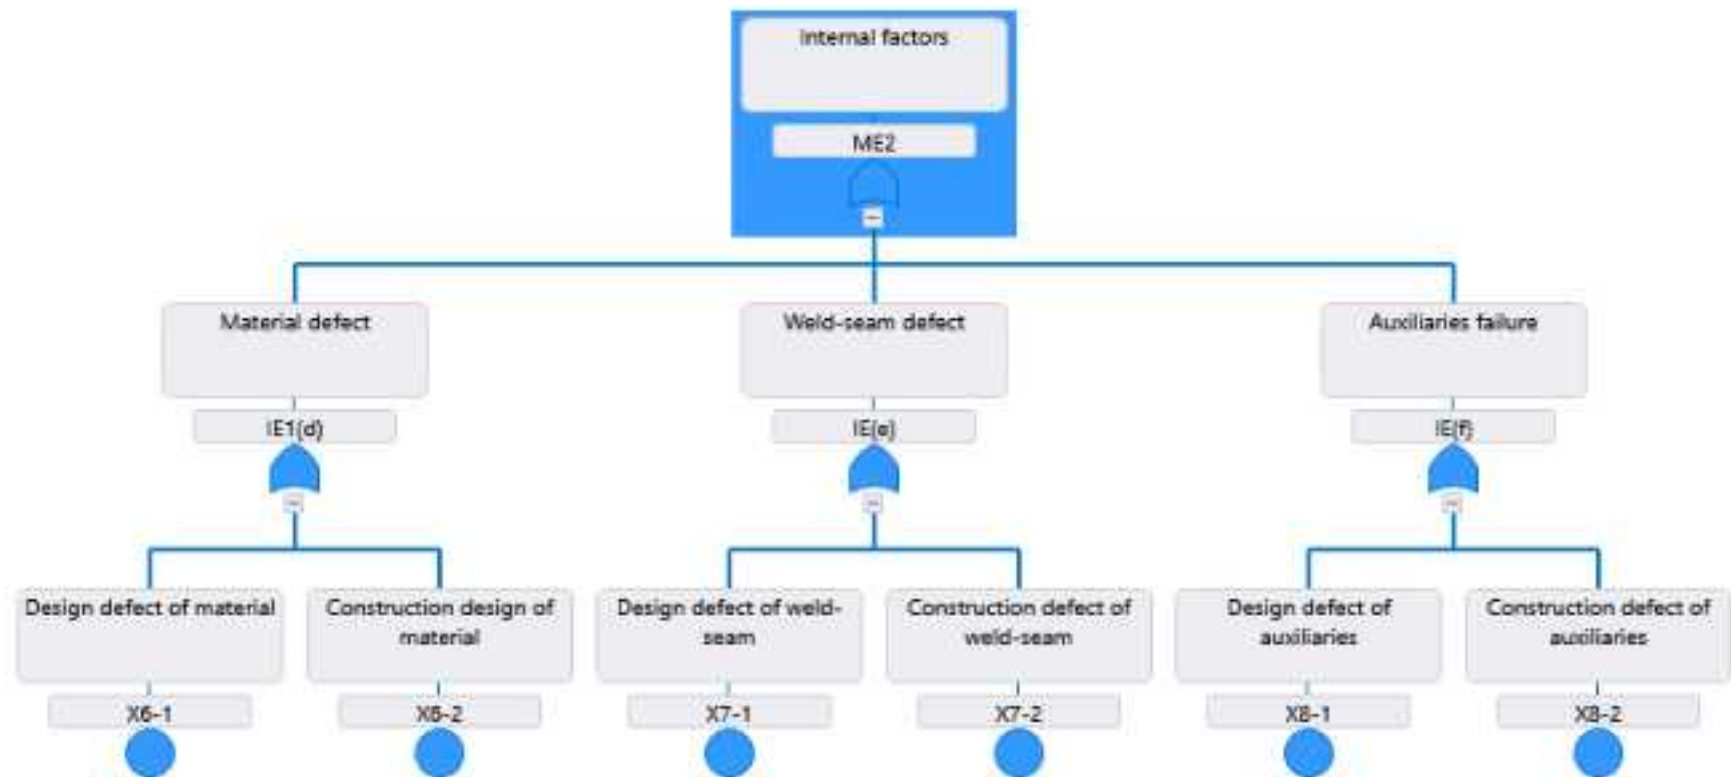 Internal factors
ME2
Material defect
Weld-seam defect
Auxiliaries failure
IE1(d)
IE(e)
IE(f)
Design defect of material
Construction design of
material
Design defect of weld-
seam
Construction defect of
weld-seam
Design defect of
auxiliaries
Construction defect of
auxiliaries
X6-1
X6-2
X7-1
X7-2
X8-1
X8-2